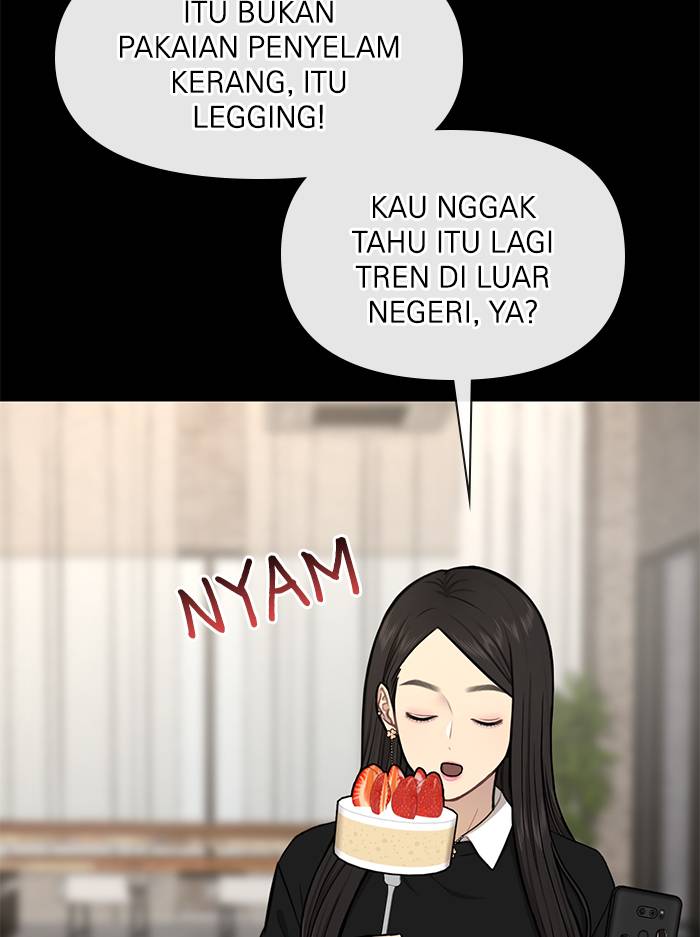 ITU BUKAN
PAKAIAN PENYELAM
KERANG, ITU
LEGGING!
KAU NGGAK
TAHU ITU LAGI
TREN DI LUAR
NEGERI, YA?
NYAM